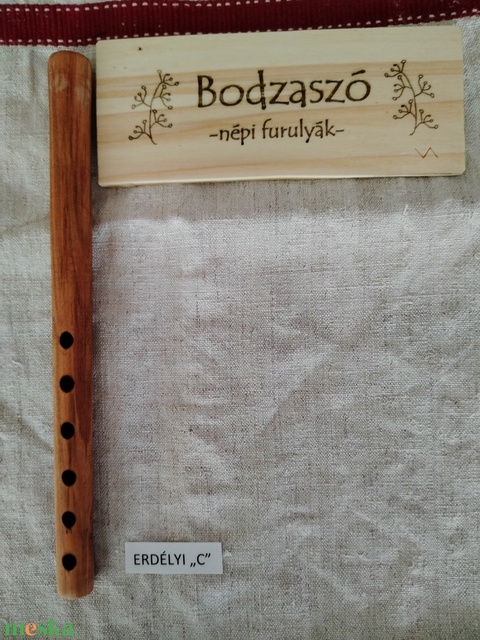 Bodzaszó
-népi furulyák-
ERDÉLYI „C”
meska